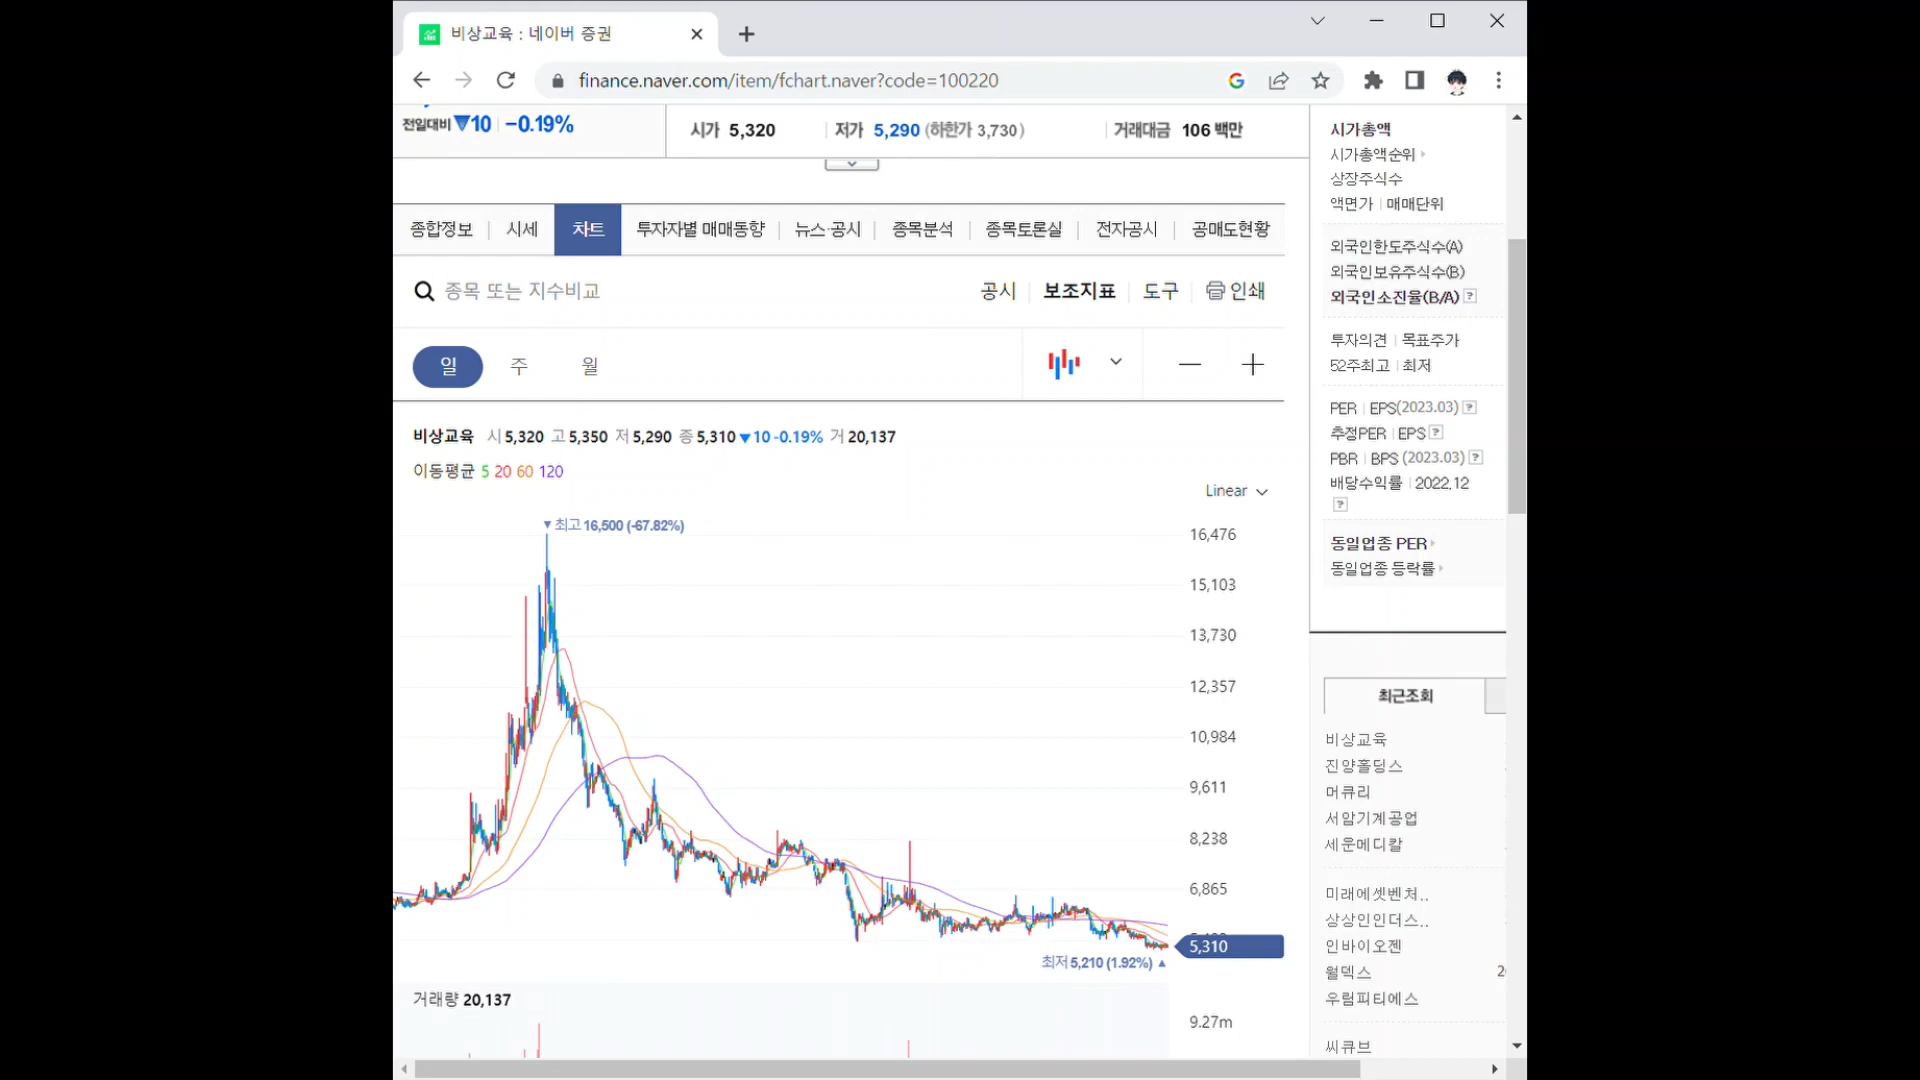 비상교육 : 네이버 증권
finance.naver.com/item/fchart.naver?code=100220
전일대비 ▼10 -0.19%
시가 5,320 저가 5,290 (하한가 3,730) 거래대금 106 백만
종합정보 시세 차트 투자자별 매매동향 뉴스·공시 종목분석 종목토론실 전자공시 공매도현황
종목 또는 지수비교
공시 보조지표 도구 인쇄
일 주 월
비상교육 시 5,320 고 5,350 저 5,290 종 5,310 ▼10 -0.19% 거 20,137
이동평균 5 20 60 120
Linear
▼최고 16,500 (-67.82%)
16,476
15,103
13,730
12,357
10,984
9,611
8,238
6,865
5,310
최저 5,210 (1.92%) ▲
거래량 20,137
9.27m
시가총액
시가총액순위
상장주식수
액면가 매매단위
외국인한도주식수(A)
외국인보유주식수(B)
외국인소진율(B/A) ?
투자의견 목표주가
52주최고 최저
PER EPS(2023.03) ?
추정PER EPS ?
PBR BPS (2023.03) ?
배당수익률 2022.12
?
동일업종 PER
동일업종 등락률
최근조회
비상교육
진양홀딩스
머큐리
서암기계공업
세운메디칼
미래에셋벤처..
상상인인더스..
인바이오젠
월덱스
우럼피티에스
씨큐브